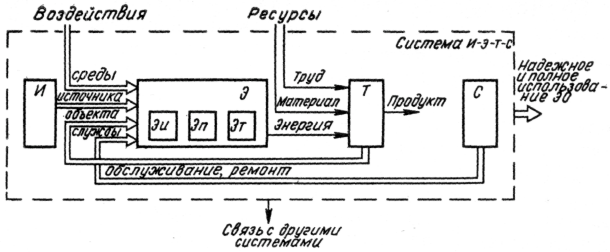 Воздействия
Ресурсы
Система И-Э-Т-С
среды
источника
объекта
службы
И
Э
Эи
Эп
Эт
Труд
Материал
Энергия
Т
Продукт
С
Надежное
и полное
использова-
ние ЭО
Обслуживание, ремонт
Связь с другими
системами